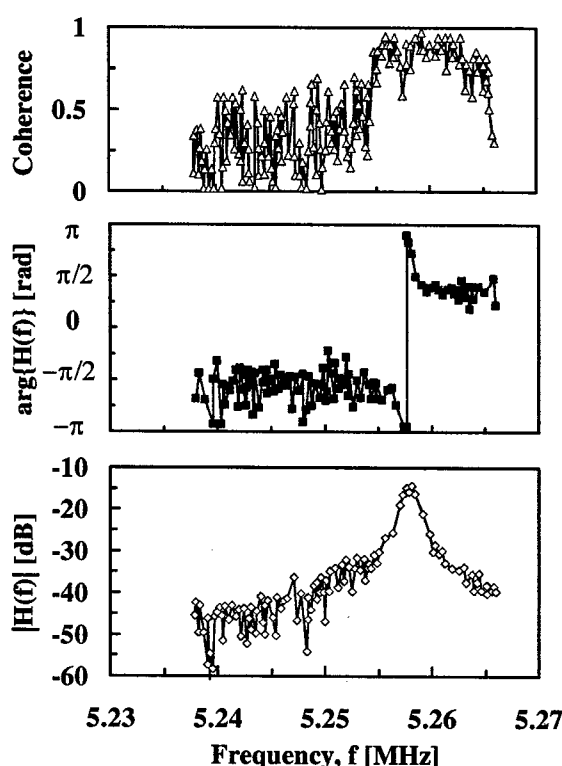 Coherence
1
0.5
0
arg{H(f)} [rad]
π
π/2
0
−π/2
−π
|H(f)| [dB]
-10
-20
-30
-40
-50
-60
5.23 5.24 5.25 5.26 5.27
Frequency, f [MHz]